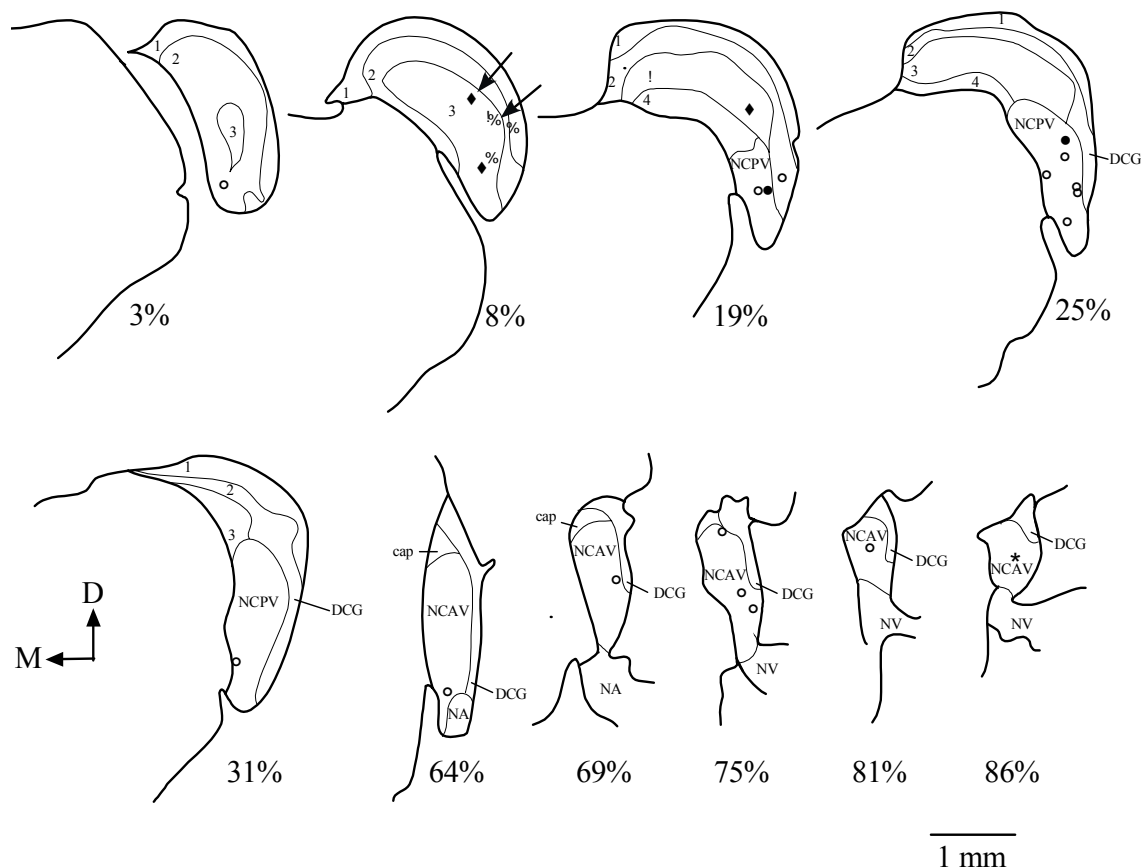 1
2
3
3%
1
2
3
!
%
%
%
8%
1
2
!
4
NCPV
19%
1
2
3
4
NCPV
DCG
25%
1
2
3
NCPV
DCG
31%
D
M
cap
NCAV
DCG
NA
64%
cap
NCAV
DCG
NA
69%
NCAV
DCG
NV
75%
NCAV
DCG
NV
81%
DCG
*
NCAV
NV
86%
1 mm